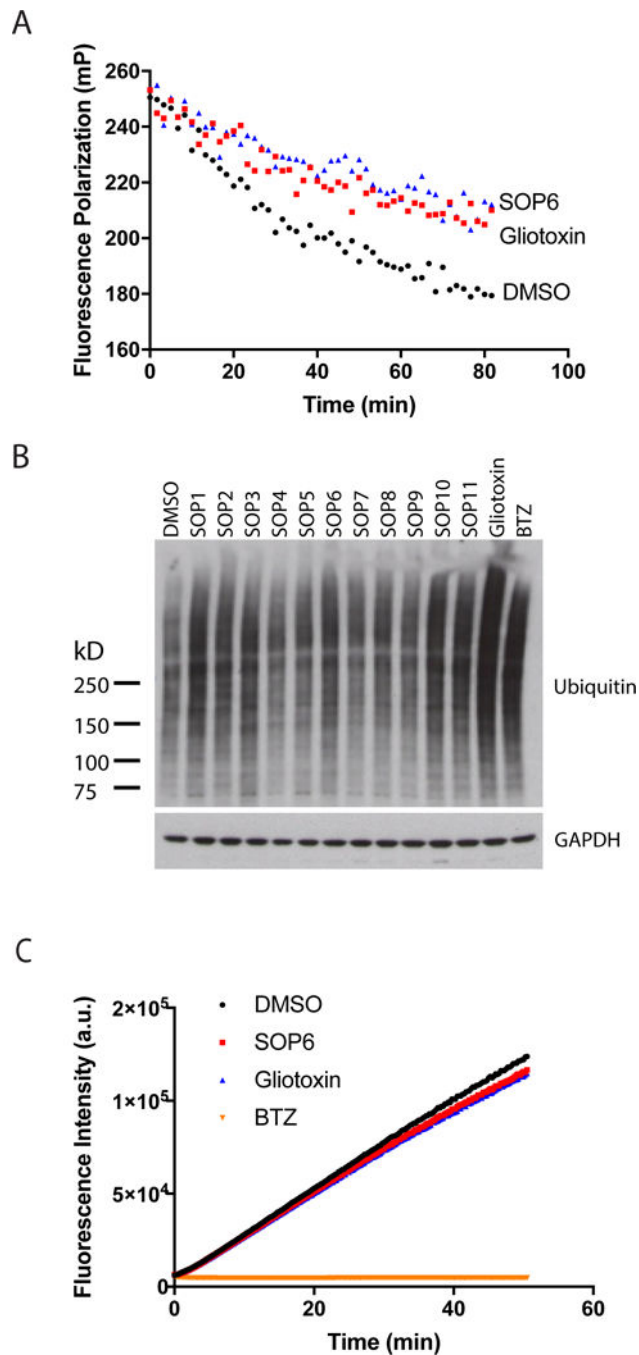 A
Fluorescence Polarization (mP)
260
240
220
200
180
160
SOP6
Gliotoxin
DMSO
0 20 40 60 80 100
Time (min)
B
DMSO SOP1 SOP2 SOP3 SOP4 SOP5 SOP6 SOP7 SOP8 SOP9 SOP10 SOP11 Gliotoxin BTZ
kD
250
150
100
75
Ubiquitin
GAPDH
C
Fluorescence Intensity (a.u.)
2×10⁵
1×10⁵
5×10⁴
0
DMSO
SOP6
Gliotoxin
BTZ
0 20 40 60
Time (min)